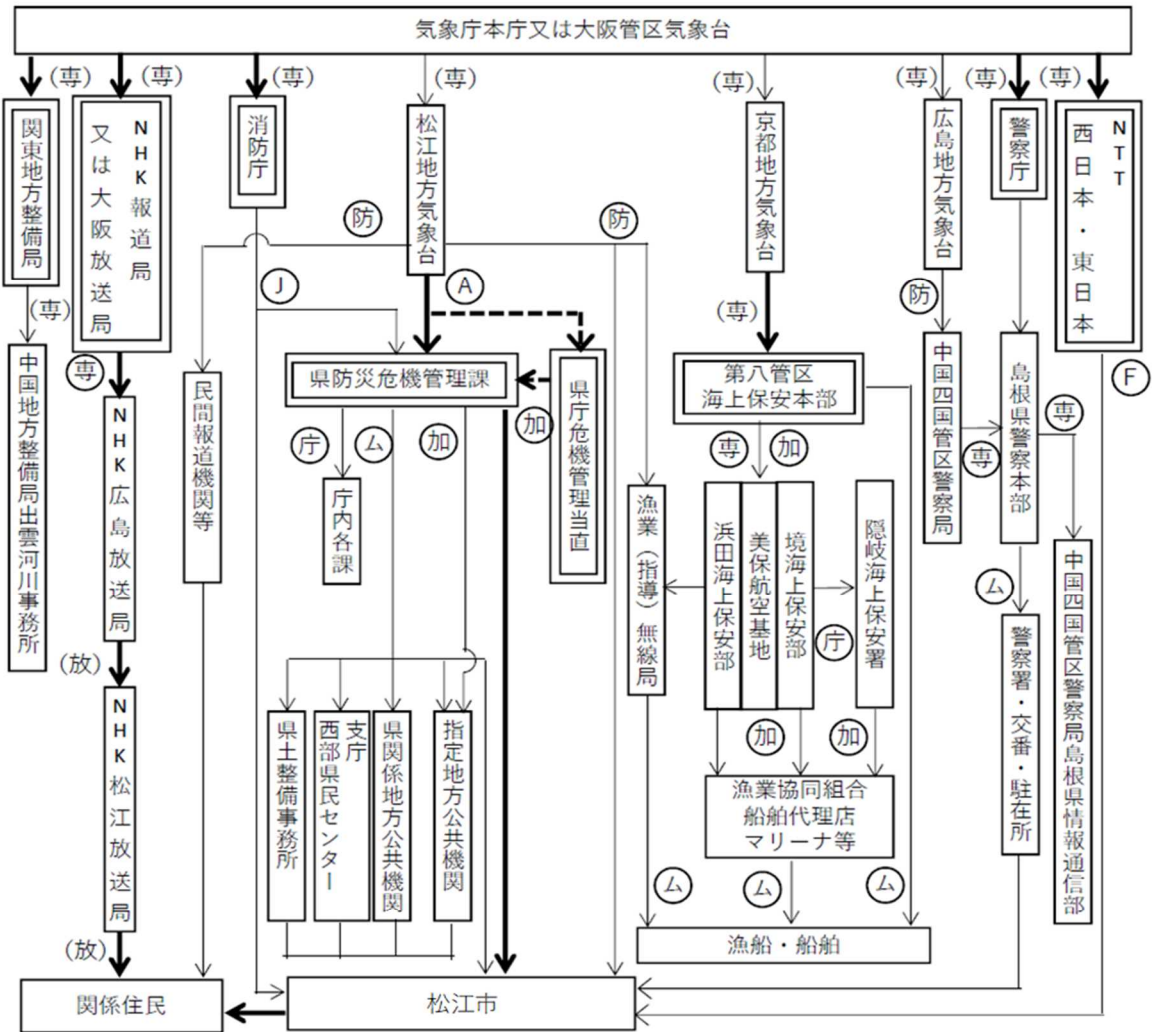 気象庁本庁又は大阪管区気象台
(専)
(専)
(専)
(専)
(専)
(専)
(専)
(専)
関東地方整備局
NHK報道局
又は大阪放送局
消防庁
松江地方気象台
京都地方気象台
広島地方気象台
警察庁
NTT
西日本・東日本
防
防
防
(専)
J
A
(専)
専
F
中国地方整備局出雲河川事務所
NHK広島放送局
民間報道機関等
県防災危機管理課
県庁危機管理当直
第八管区
海上保安本部
中国四国管区警察局
島根県警察本部
専
専
庁
ム
加
加
専
加
庁内各課
漁業(指導)無線局
浜田海上保安部
美保航空基地
境海上保安部
庁
隠岐海上保安署
ム
中国四国管区警察局島根県情報通信部
警察署・交番・駐在所
(放)
NHK松江放送局
県土整備事務所
支庁
西部県民センター
県関係地方公共機関
指定地方公共機関
加
加
漁業協同組合
船舶代理店
マリーナ等
ム
ム
ム
(放)
漁船・船舶
関係住民
松江市